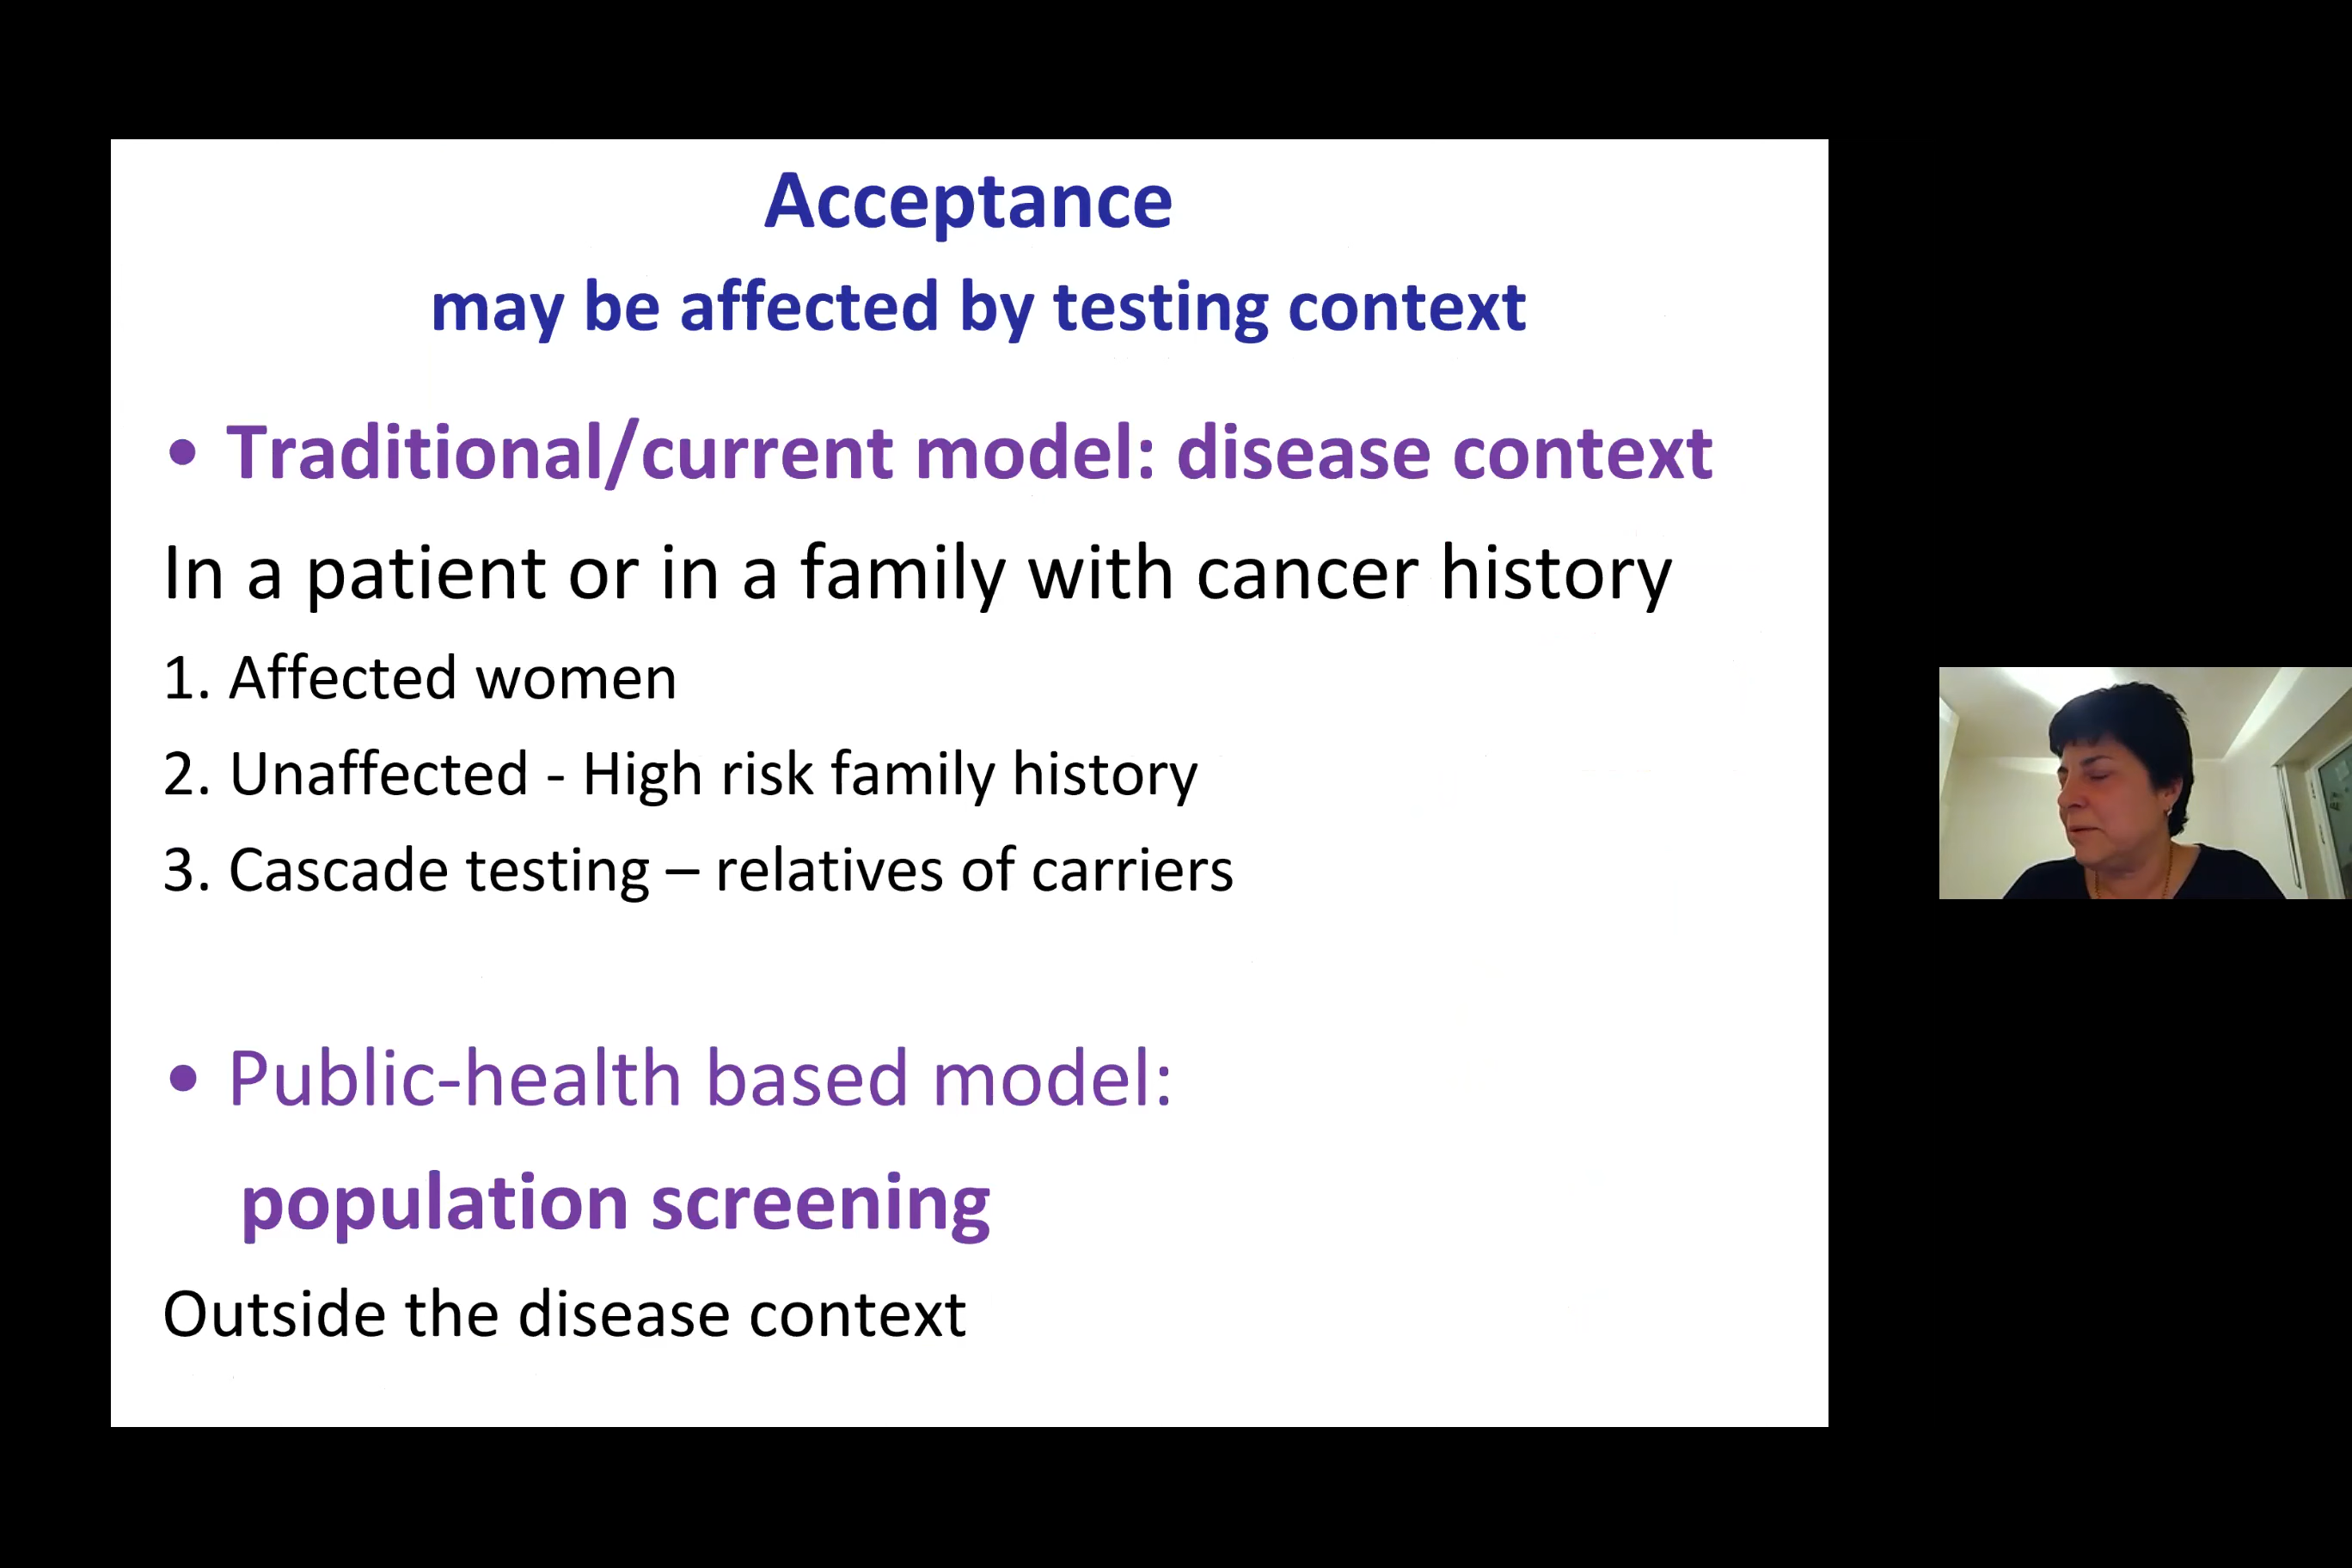 Acceptance
may be affected by testing context
• Traditional/current model: disease context
In a patient or in a family with cancer history
1. Affected women
2. Unaffected - High risk family history
3. Cascade testing – relatives of carriers
• Public-health based model:
population screening
Outside the disease context